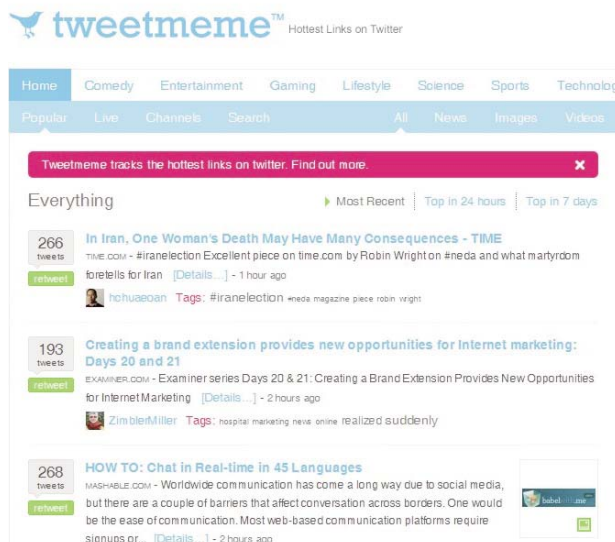 tweetmeme™ Hottest Links on Twitter
Home Comedy Entertainment Gaming Lifestyle Science Sports Technolog
Popular Live Channels Search All News Images Videos
Tweetmeme tracks the hottest links on twitter. Find out more. ×
Everything Most Recent Top in 24 hours Top in 7 days
266 tweets retweet
In Iran, One Woman's Death May Have Many Consequences - TIME
TIME.COM - #iranelection Excellent piece on time.com by Robin Wright on #neda and what martyrdom
foretells for Iran [Details...] - 1 hour ago
hohuaeoan Tags: #iranelection #neda magazine piece robin wright
193 tweets retweet
Creating a brand extension provides new opportunities for Internet marketing:
Days 20 and 21
EXAMINER.COM - Examiner series Days 20 & 21: Creating a Brand Extension Provides New Opportunities
for Internet Marketing [Details...] - 2 hours ago
ZimblerMiller Tags: hospital marketing news online realized suddenly
268 tweets retweet
HOW TO: Chat in Real-time in 45 Languages
MASHABLE.COM - Worldwide communication has come a long way due to social media,
but there are a couple of barriers that affect conversation across borders. One would
be the ease of communication. Most web-based communication platforms require
signups or... [Details...] - 2 hours ago